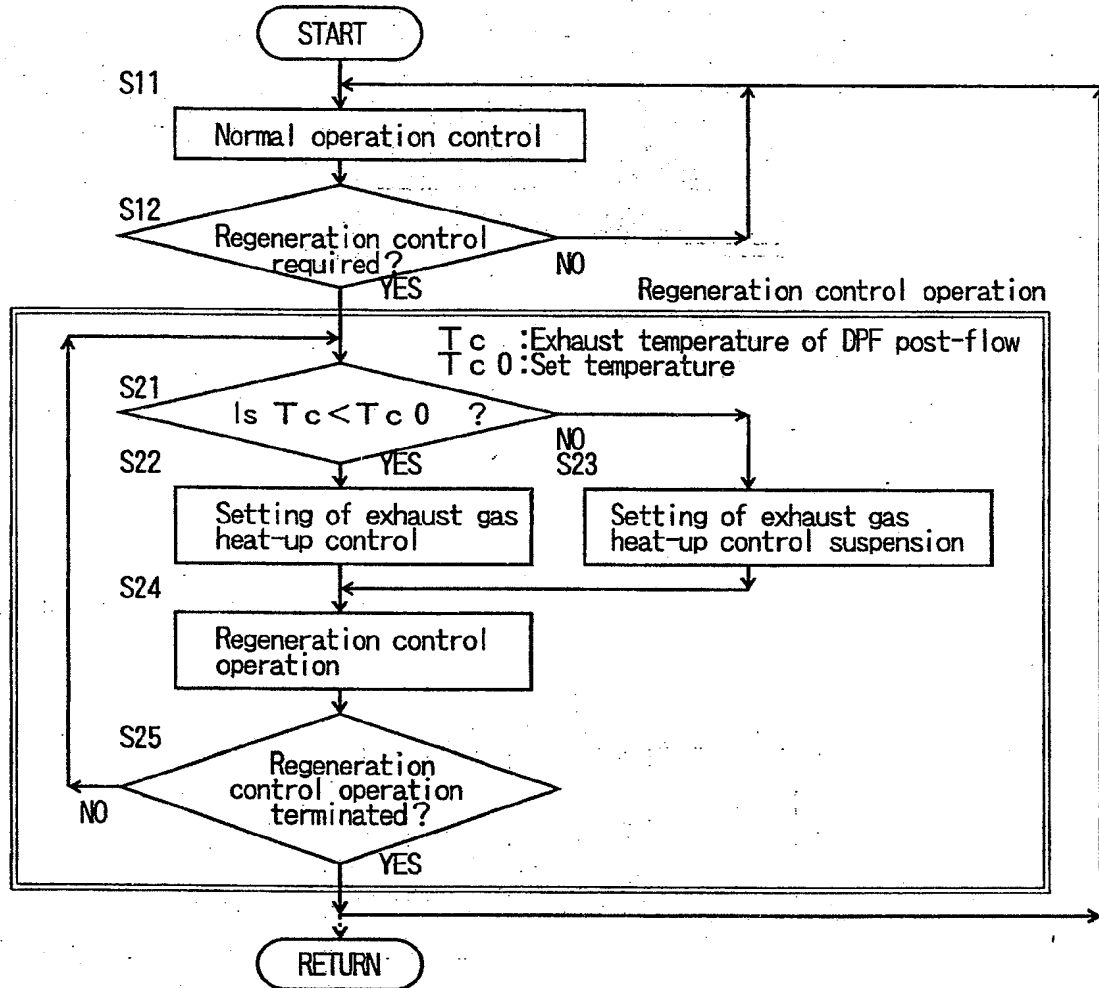 START
S11
Normal operation control
S12
Regeneration control
required?
NO
YES
Regeneration control operation
Tc :Exhaust temperature of DPF post-flow
Tc0:Set temperature
S21
Is Tc<Tc0 ?
NO
YES
S22
S23
Setting of exhaust gas
heat-up control
Setting of exhaust gas
heat-up control suspension
S24
Regeneration control
operation
S25
Regeneration
control operation
terminated?
NO
YES
RETURN